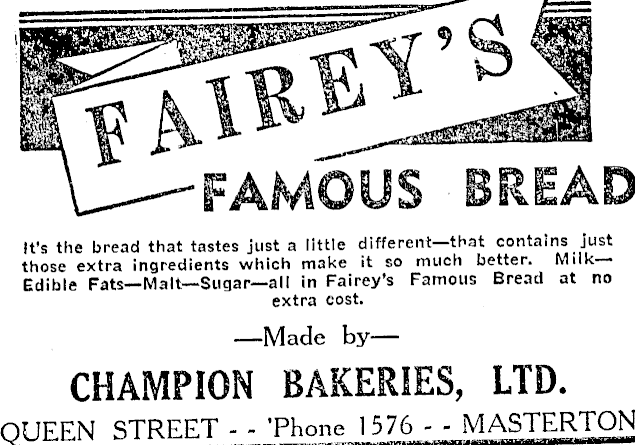 FAIREY'S
FAMOUS BREAD
It's the bread that tastes just a little different—that contains just
those extra ingredients which make it so much better. Milk—
Edible Fats—Malt—Sugar—all in Fairey's Famous Bread at no
extra cost.
—Made by—
CHAMPION BAKERIES, LTD.
QUEEN STREET - - 'Phone 1576 - - MASTERTON